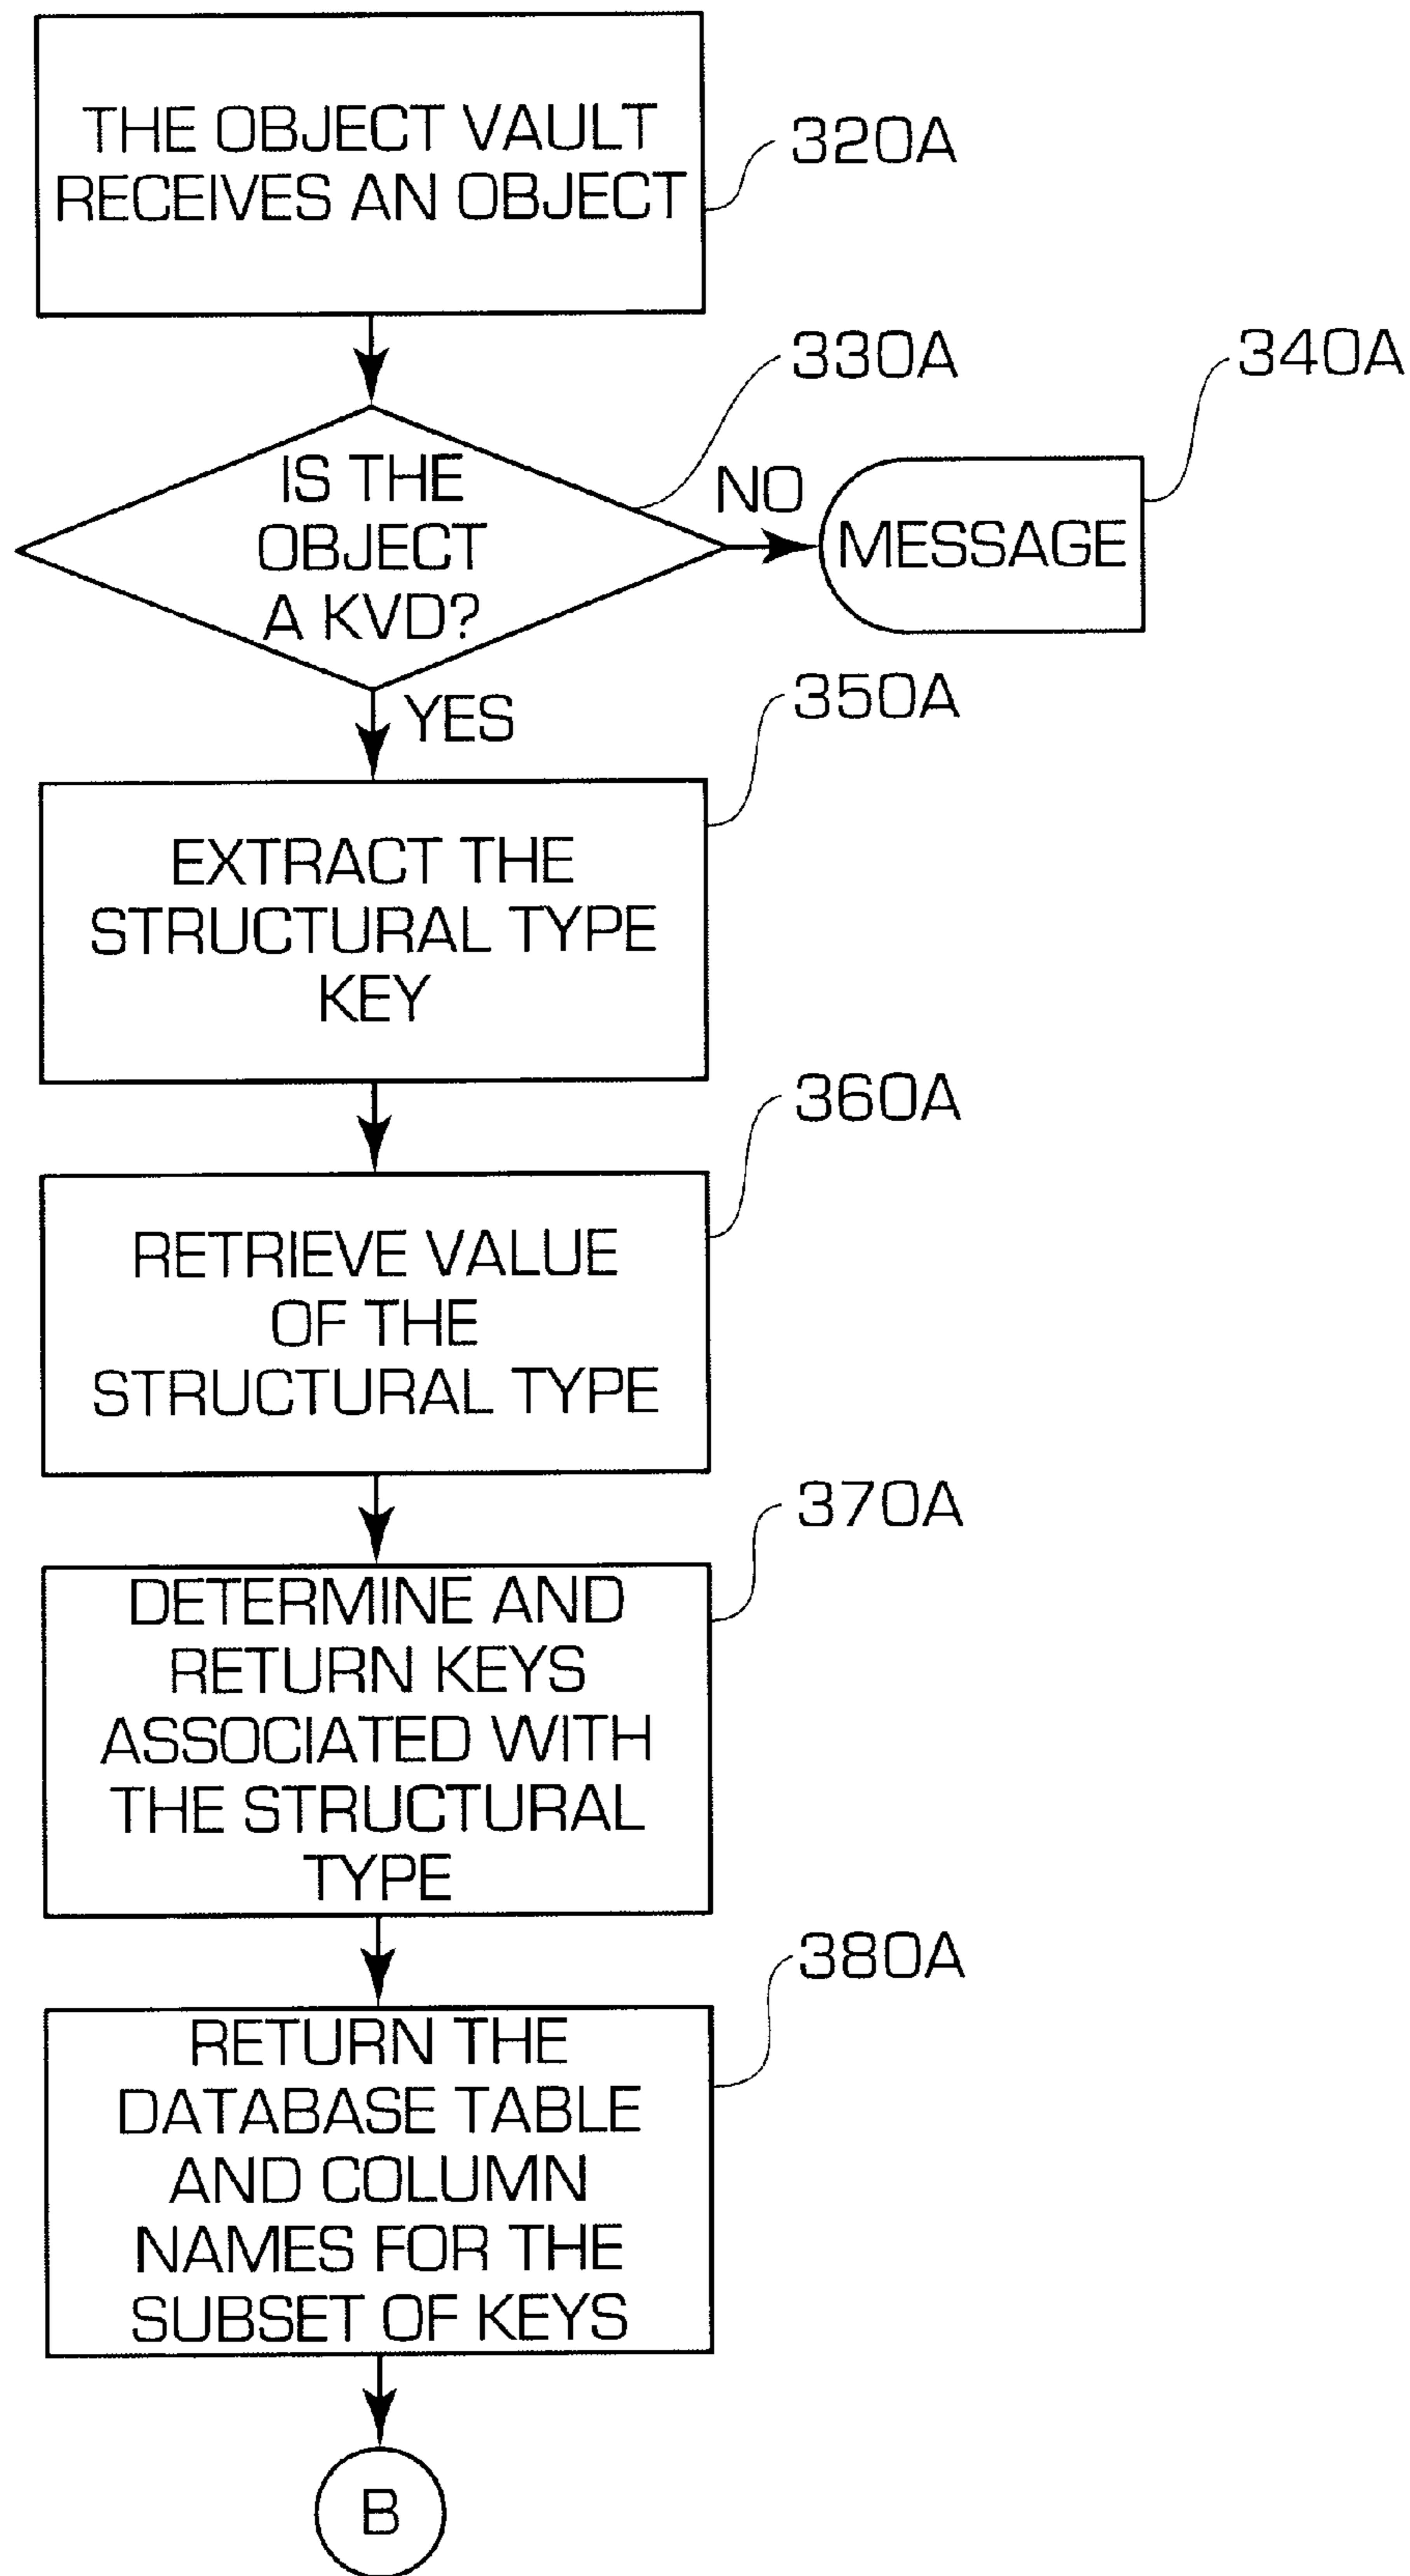 THE OBJECT VAULT
RECEIVES AN OBJECT
320A
330A
340A
IS THE
OBJECT
A KVD?
NO
MESSAGE
YES
350A
EXTRACT THE
STRUCTURAL TYPE
KEY
360A
RETRIEVE VALUE
OF THE
STRUCTURAL TYPE
370A
DETERMINE AND
RETURN KEYS
ASSOCIATED WITH
THE STRUCTURAL
TYPE
380A
RETURN THE
DATABASE TABLE
AND COLUMN
NAMES FOR THE
SUBSET OF KEYS
B